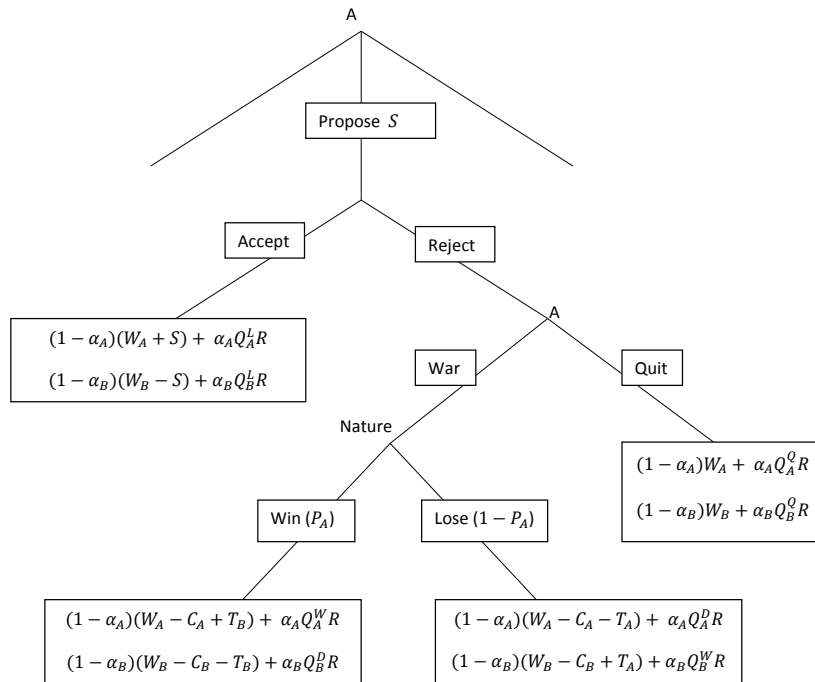 A
Propose S
Accept
Reject
(1 − α_A)(W_A + S) + α_A Q_A^L R
(1 − α_B)(W_B − S) + α_B Q_B^L R
A
War
Quit
Nature
(1 − α_A)W_A + α_A Q_A^Q R
(1 − α_B)W_B + α_B Q_B^Q R
Win (P_A)
Lose (1 − P_A)
(1 − α_A)(W_A − C_A + T_B) + α_A Q_A^W R
(1 − α_B)(W_B − C_B − T_B) + α_B Q_B^D R
(1 − α_A)(W_A − C_A − T_A) + α_A Q_A^D R
(1 − α_B)(W_B − C_B + T_A) + α_B Q_B^W R